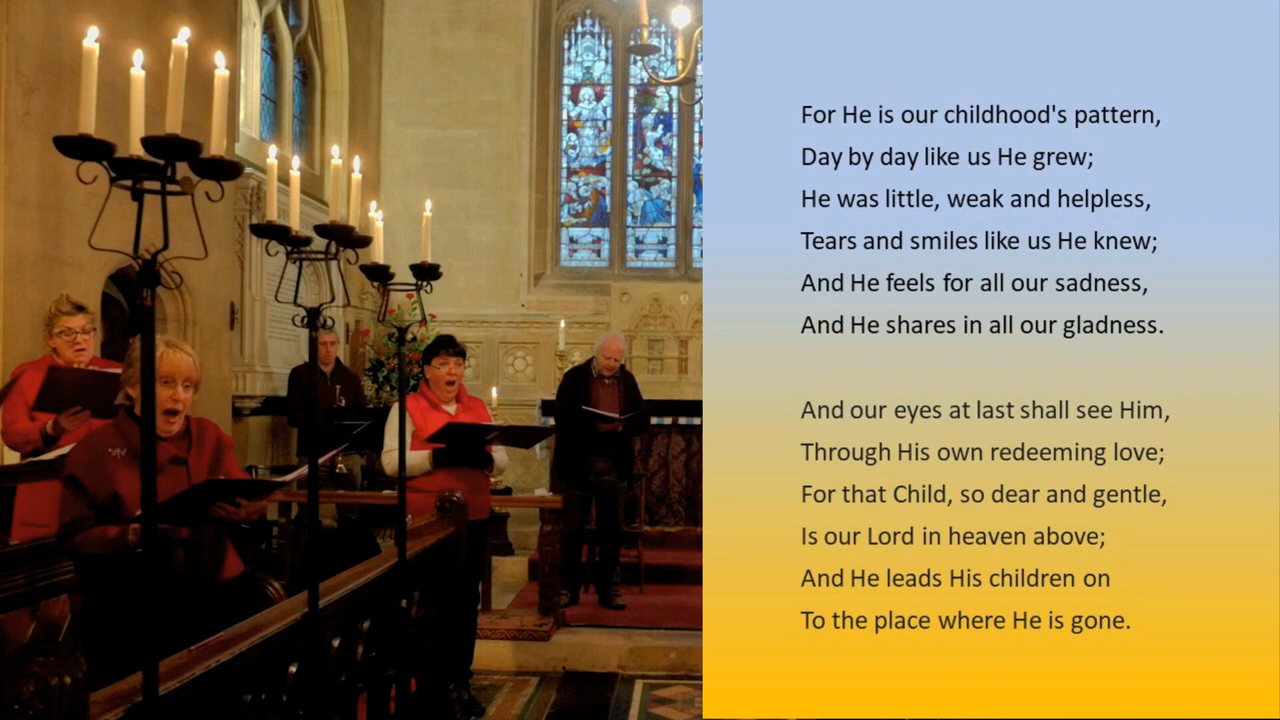 For He is our childhood's pattern,
Day by day like us He grew;
He was little, weak and helpless,
Tears and smiles like us He knew;
And He feels for all our sadness,
And He shares in all our gladness.
And our eyes at last shall see Him,
Through His own redeeming love;
For that Child, so dear and gentle,
Is our Lord in heaven above;
And He leads His children on
To the place where He is gone.